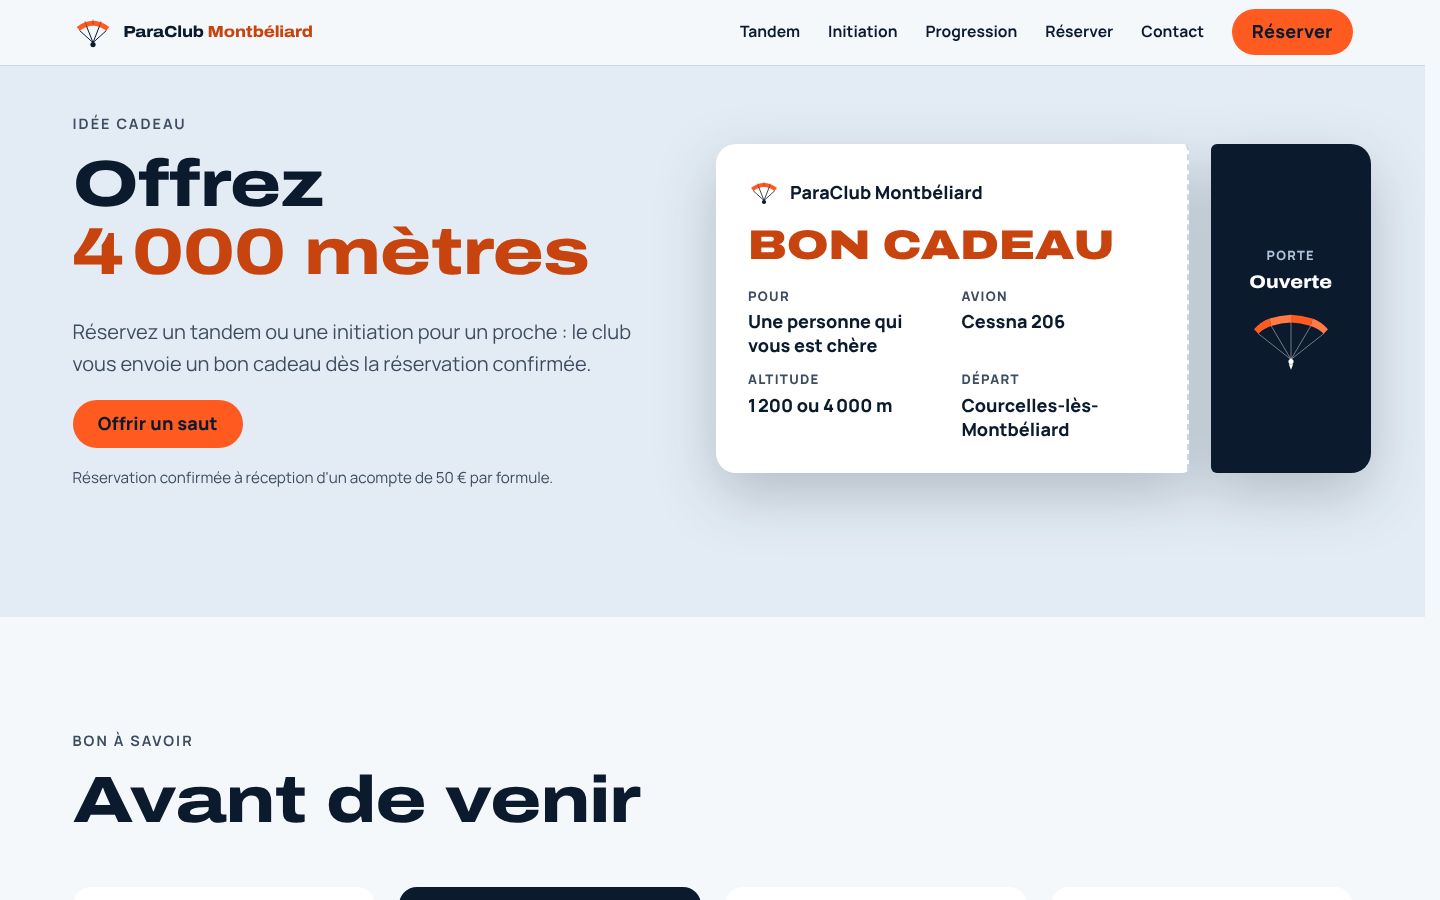 ParaClub Montbéliard
Tandem
Initiation
Progression
Réserver
Contact
Réserver
IDÉE CADEAU
Offrez
4 000 mètres
Réservez un tandem ou une initiation pour un proche : le club
vous envoie un bon cadeau dès la réservation confirmée.
Offrir un saut
Réservation confirmée à réception d'un acompte de 50 € par formule.
ParaClub Montbéliard
BON CADEAU
POUR
Une personne qui
vous est chère
AVION
Cessna 206
ALTITUDE
1 200 ou 4 000 m
DÉPART
Courcelles-lès-
Montbéliard
PORTE
Ouverte
BON À SAVOIR
Avant de venir